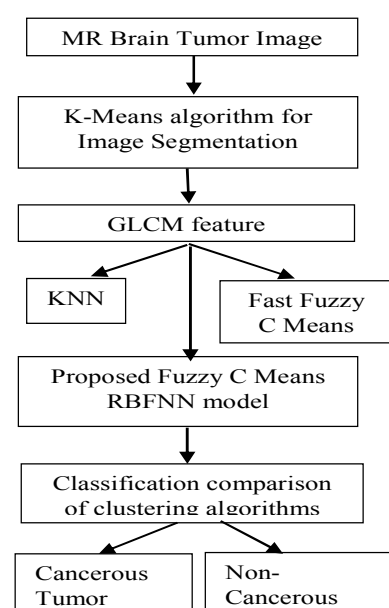 MR Brain Tumor Image
K-Means algorithm for
Image Segmentation
GLCM feature
KNN
Fast Fuzzy
C Means
Proposed Fuzzy C Means
RBFNN model
Classification comparison
of clustering algorithms
Cancerous
Tumor
Non-
Cancerous